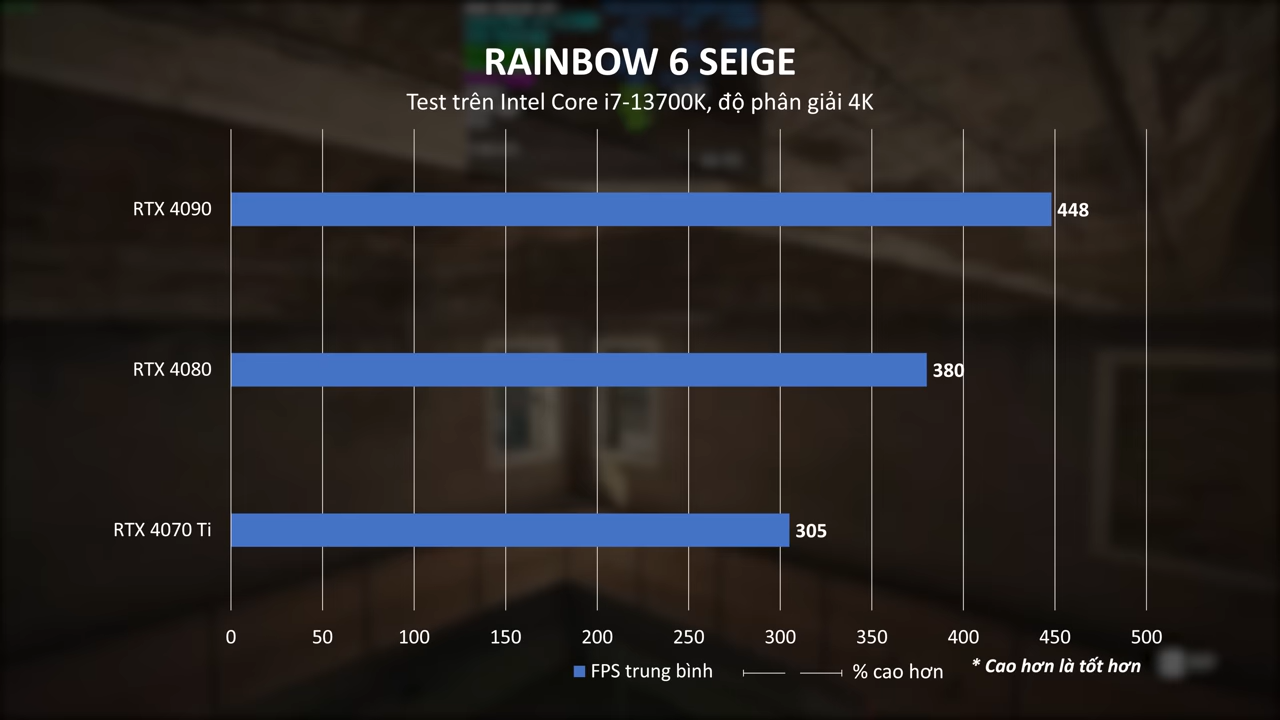 RAINBOW 6 SEIGE
Test trên Intel Core i7-13700K, độ phân giải 4K
RTX 4090
448
RTX 4080
380
RTX 4070 Ti
305
0 50 100 150 200 250 300 350 400 450 500
FPS trung bình % cao hơn * Cao hơn là tốt hơn